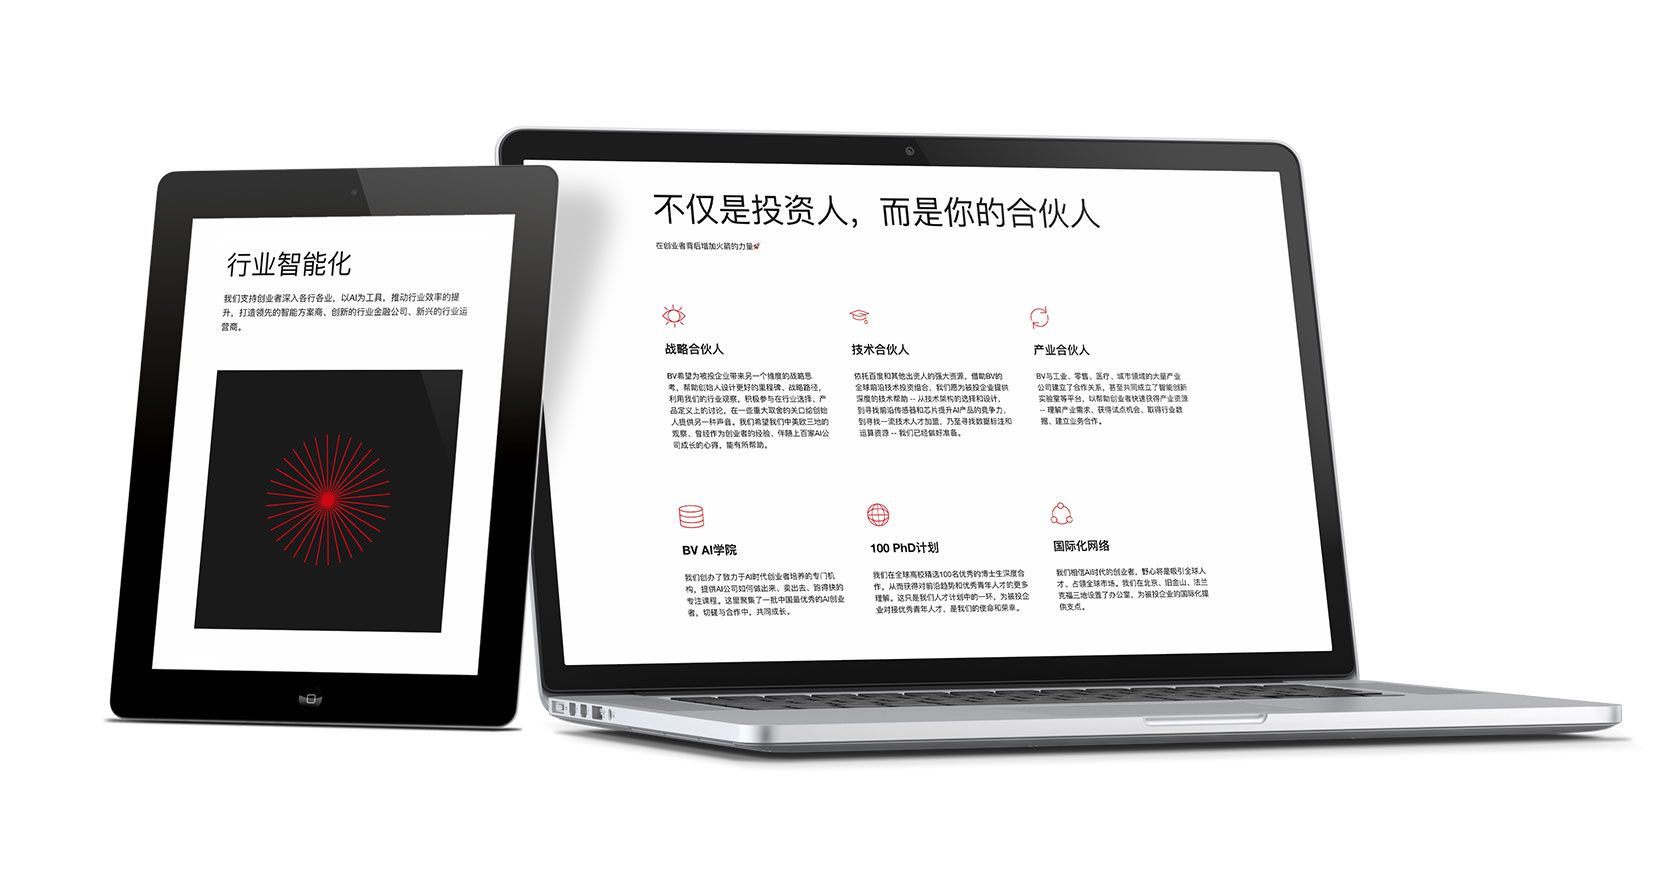 行业智能化
我们支持创业者深入各行各业，以AI为工具，推动行业效率的提
升，打造领先的智能方案商、创新的行业金融公司、新兴的行业运
营商。
不仅是投资人，而是你的合伙人
在创业者背后增加火箭的力量🚀
战略合伙人
BV希望为被投企业带来另一个维度的战略思
考，帮助创始人设计更好的里程碑、战略路径，
利用我们的行业观察，积极参与在行业选择、产
品定义上的讨论，在一些重大取舍的关口给创始
人提供另一种声音。我们希望我们中美欧三地的
观察、曾经作为创业者的经验、伴随上百家AI公
司成长的心得，能有所帮助。
技术合伙人
依托百度和其他出资人的强大资源，借助BV的
全球前沿技术投资组合，我们愿为被投企业提供
深度的技术帮助 -- 从技术架构的选择和设计，
到寻找前沿传感器和芯片提升AI产品的竞争力，
到寻找一流技术人才加盟，乃至寻找数据标注和
运算资源 -- 我们已经做好准备。
产业合伙人
BV与工业、零售、医疗、城市领域的大量产业
公司建立了合作关系，甚至共同成立了智能创新
实验室等平台，以帮助创业者快速获得产业资源
-- 理解产业需求、获得试点机会、取得行业数
据、建立业务合作。
BV AI学院
我们创办了致力于AI时代创业者培养的专门机
构，提供AI公司如何做出来、卖出去、跑得快的
专注课程。这里聚集了一批中国最优秀的AI创业
者，切磋与合作中，共同成长。
100 PhD计划
我们在全球高校精选100名优秀的博士生深度合
作，从而获得对前沿趋势和优秀青年人才的更多
理解。这只是我们人才计划中的一环，为被投企
业对接优秀青年人才，是我们的使命和荣幸。
国际化网络
我们相信AI时代的创业者，野心将是吸引全球人
才、占领全球市场。我们在北京、旧金山、法兰
克福三地设置了办公室，为被投企业的国际化提
供支点。